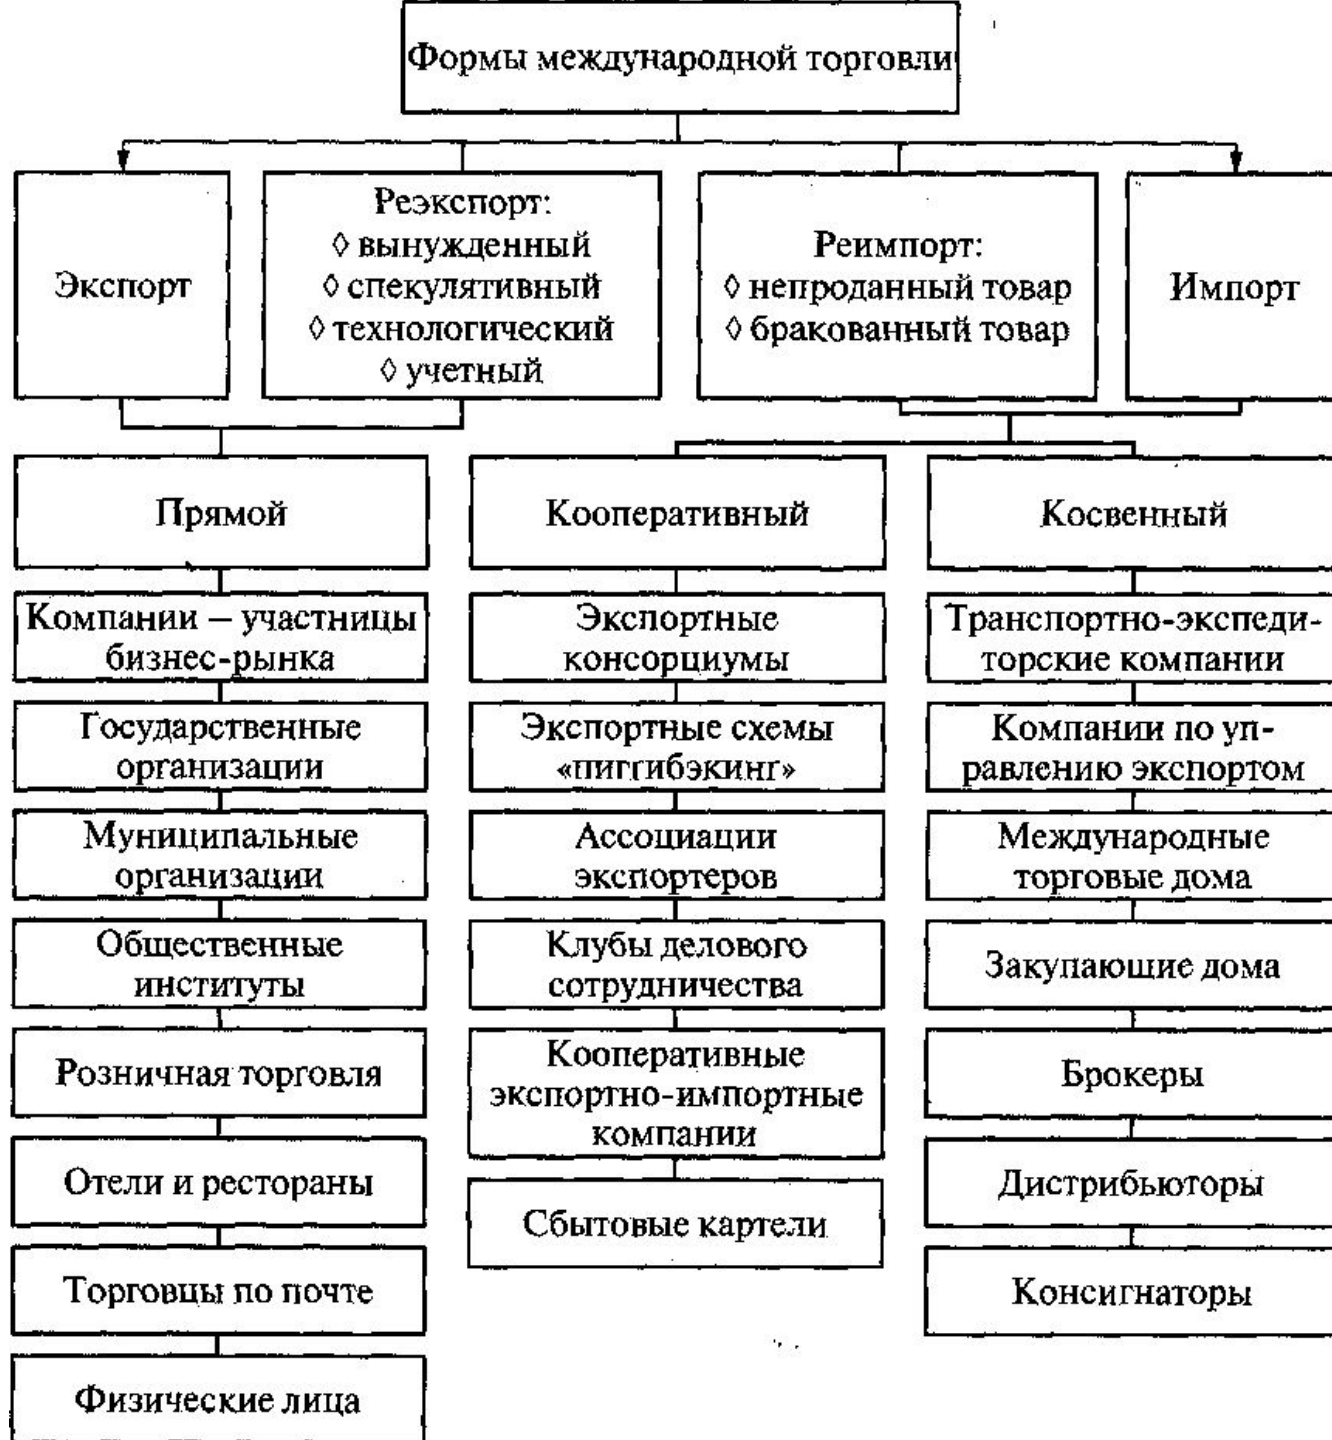 Формы международной торговли
Экспорт
Реэкспорт:
◊ вынужденный
◊ спекулятивный
◊ технологический
◊ учетный
Реимпорт:
◊ непроданный товар
◊ бракованный товар
Импорт
Прямой
Компании – участницы
бизнес-рынка
Государственные
организации
Муниципальные
организации
Общественные
институты
Розничная торговля
Отели и рестораны
Торговцы по почте
Физические лица
Кооперативный
Экспортные
консорциумы
Экспортные схемы
«пиггибэкинг»
Ассоциации
экспортеров
Клубы делового
сотрудничества
Кооперативные
экспортно-импортные
компании
Сбытовые картели
Косвенный
Транспортно-экспеди-
торские компании
Компании по уп-
равлению экспортом
Международные
торговые дома
Закупающие дома
Брокеры
Дистрибьюторы
Консигнаторы